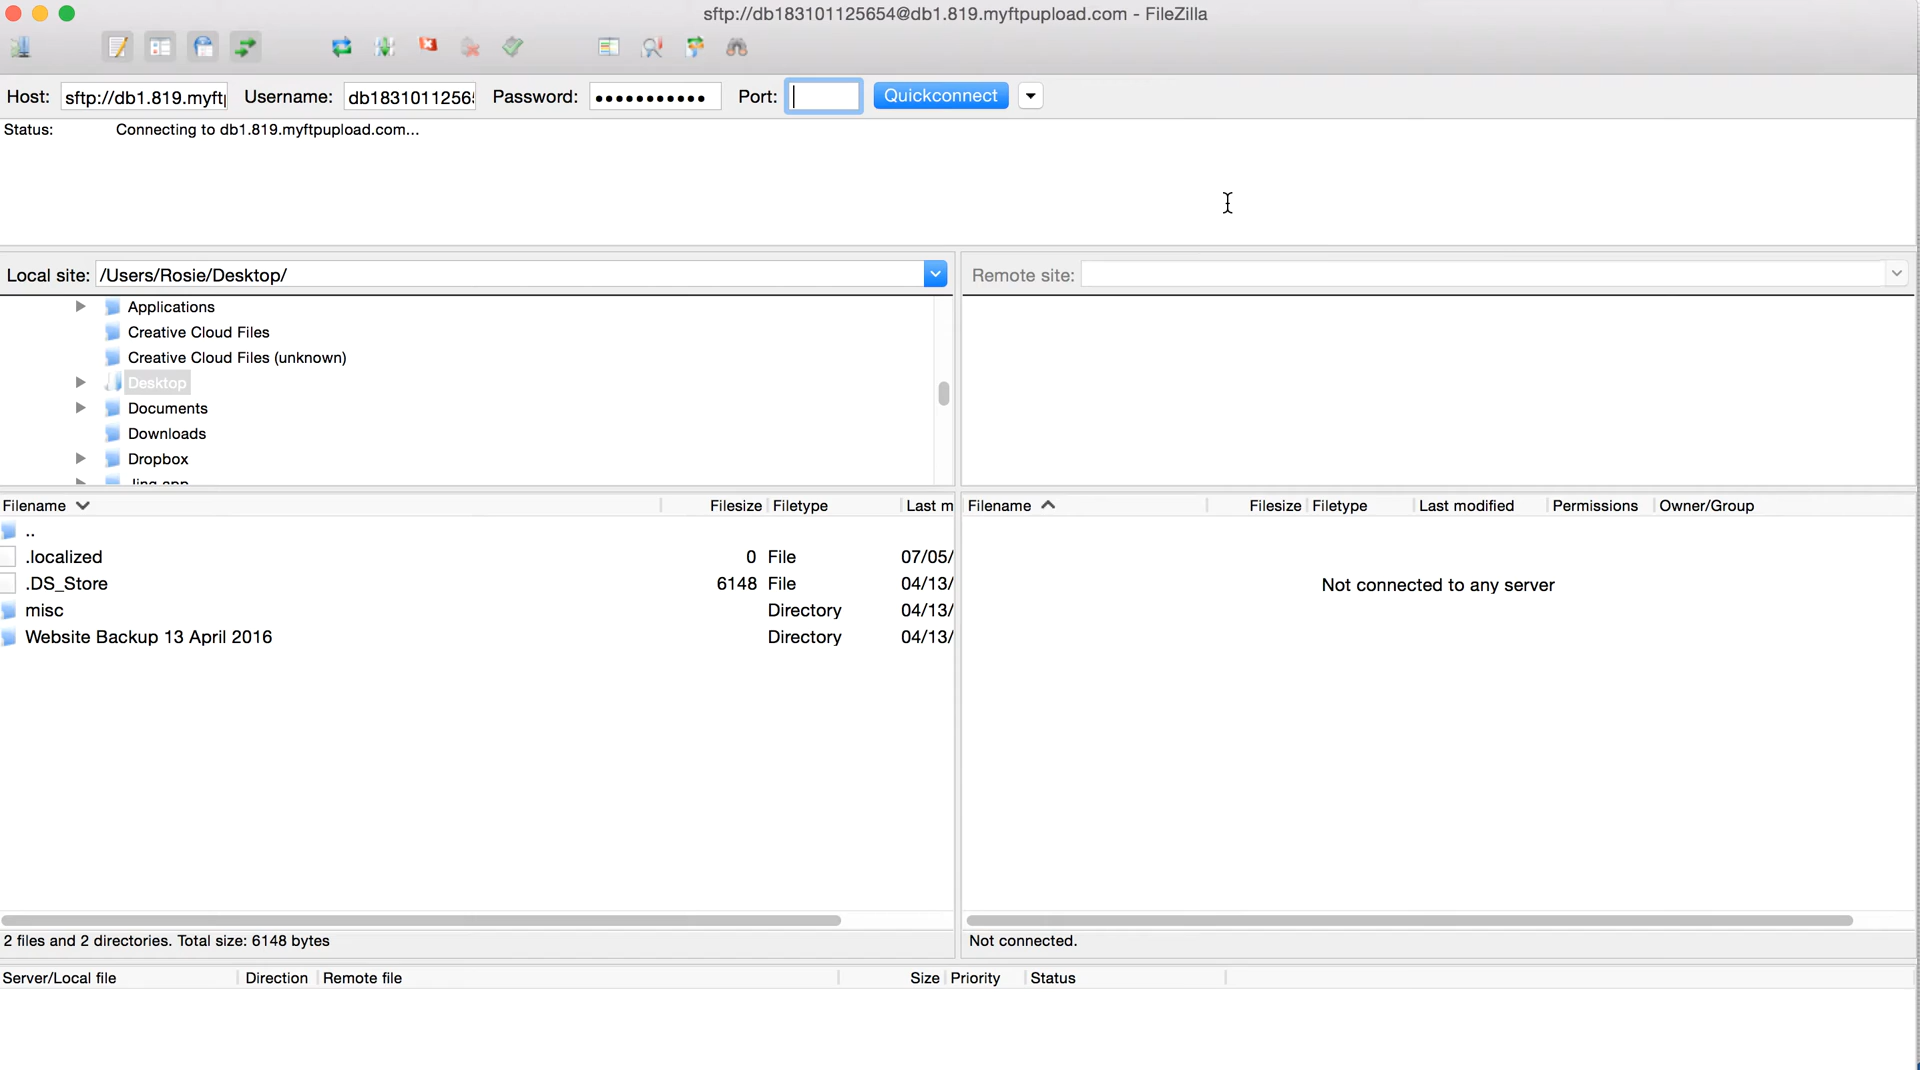 sftp://db183101125654@db1.819.myftpupload.com - FileZilla
Host: sftp://db1.819.myft Username: db18310112565 Password: ●●●●●●●●●●● Port: Quickconnect
Status: Connecting to db1.819.myftpupload.com...
Local site: /Users/Rosie/Desktop/ Remote site:
Applications
Creative Cloud Files
Creative Cloud Files (unknown)
Desktop
Documents
Downloads
Dropbox
Jing.app
Filename Filesize Filetype Last m Filename Filesize Filetype Last modified Permissions Owner/Group
..
.localized 0 File 07/05/
.DS_Store 6148 File 04/13/
misc Directory 04/13/
Website Backup 13 April 2016 Directory 04/13/
Not connected to any server
2 files and 2 directories. Total size: 6148 bytes Not connected.
Server/Local file Direction Remote file Size Priority Status